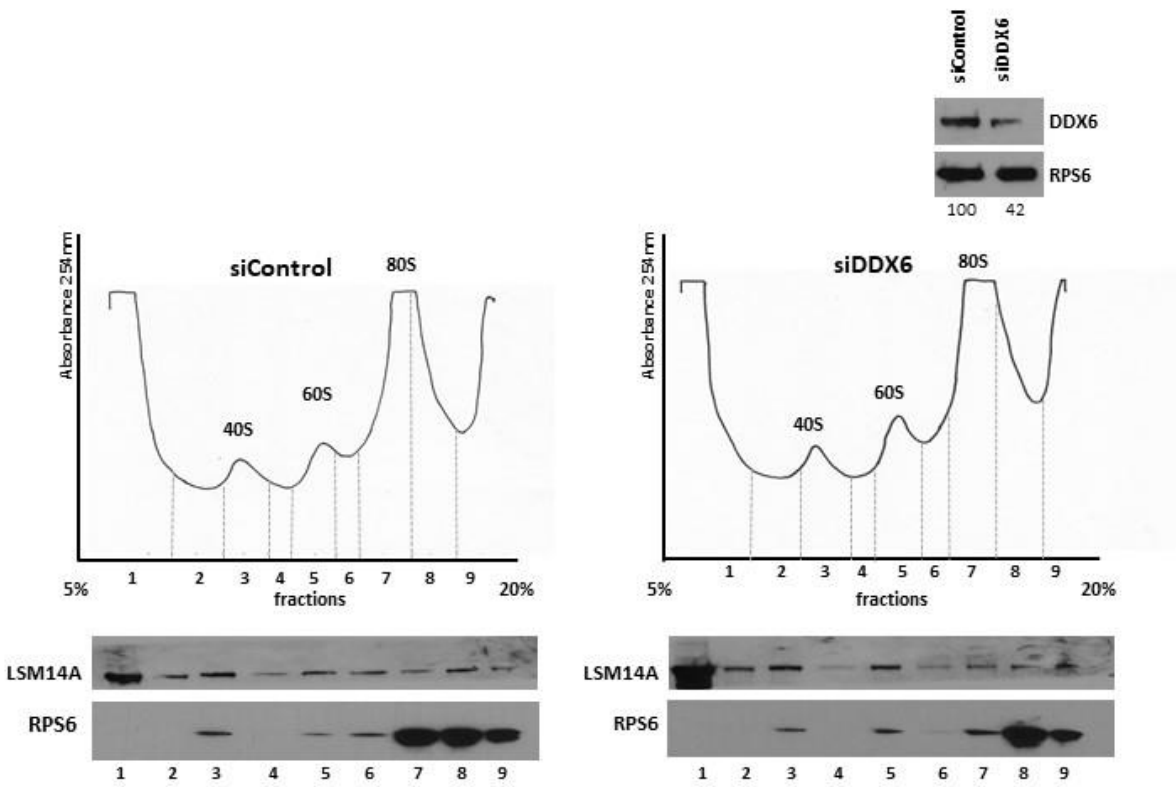 siControl siDDX6
DDX6
RPS6
100 42
Absorbance 254 nm
siControl
40S
60S
80S
5%
1 2 3 4 5 6 7 8 9
fractions
20%
LSM14A
RPS6
1 2 3 4 5 6 7 8 9
Absorbance 254 nm
siDDX6
40S
60S
80S
5%
1 2 3 4 5 6 7 8 9
fractions
20%
LSM14A
RPS6
1 2 3 4 5 6 7 8 9